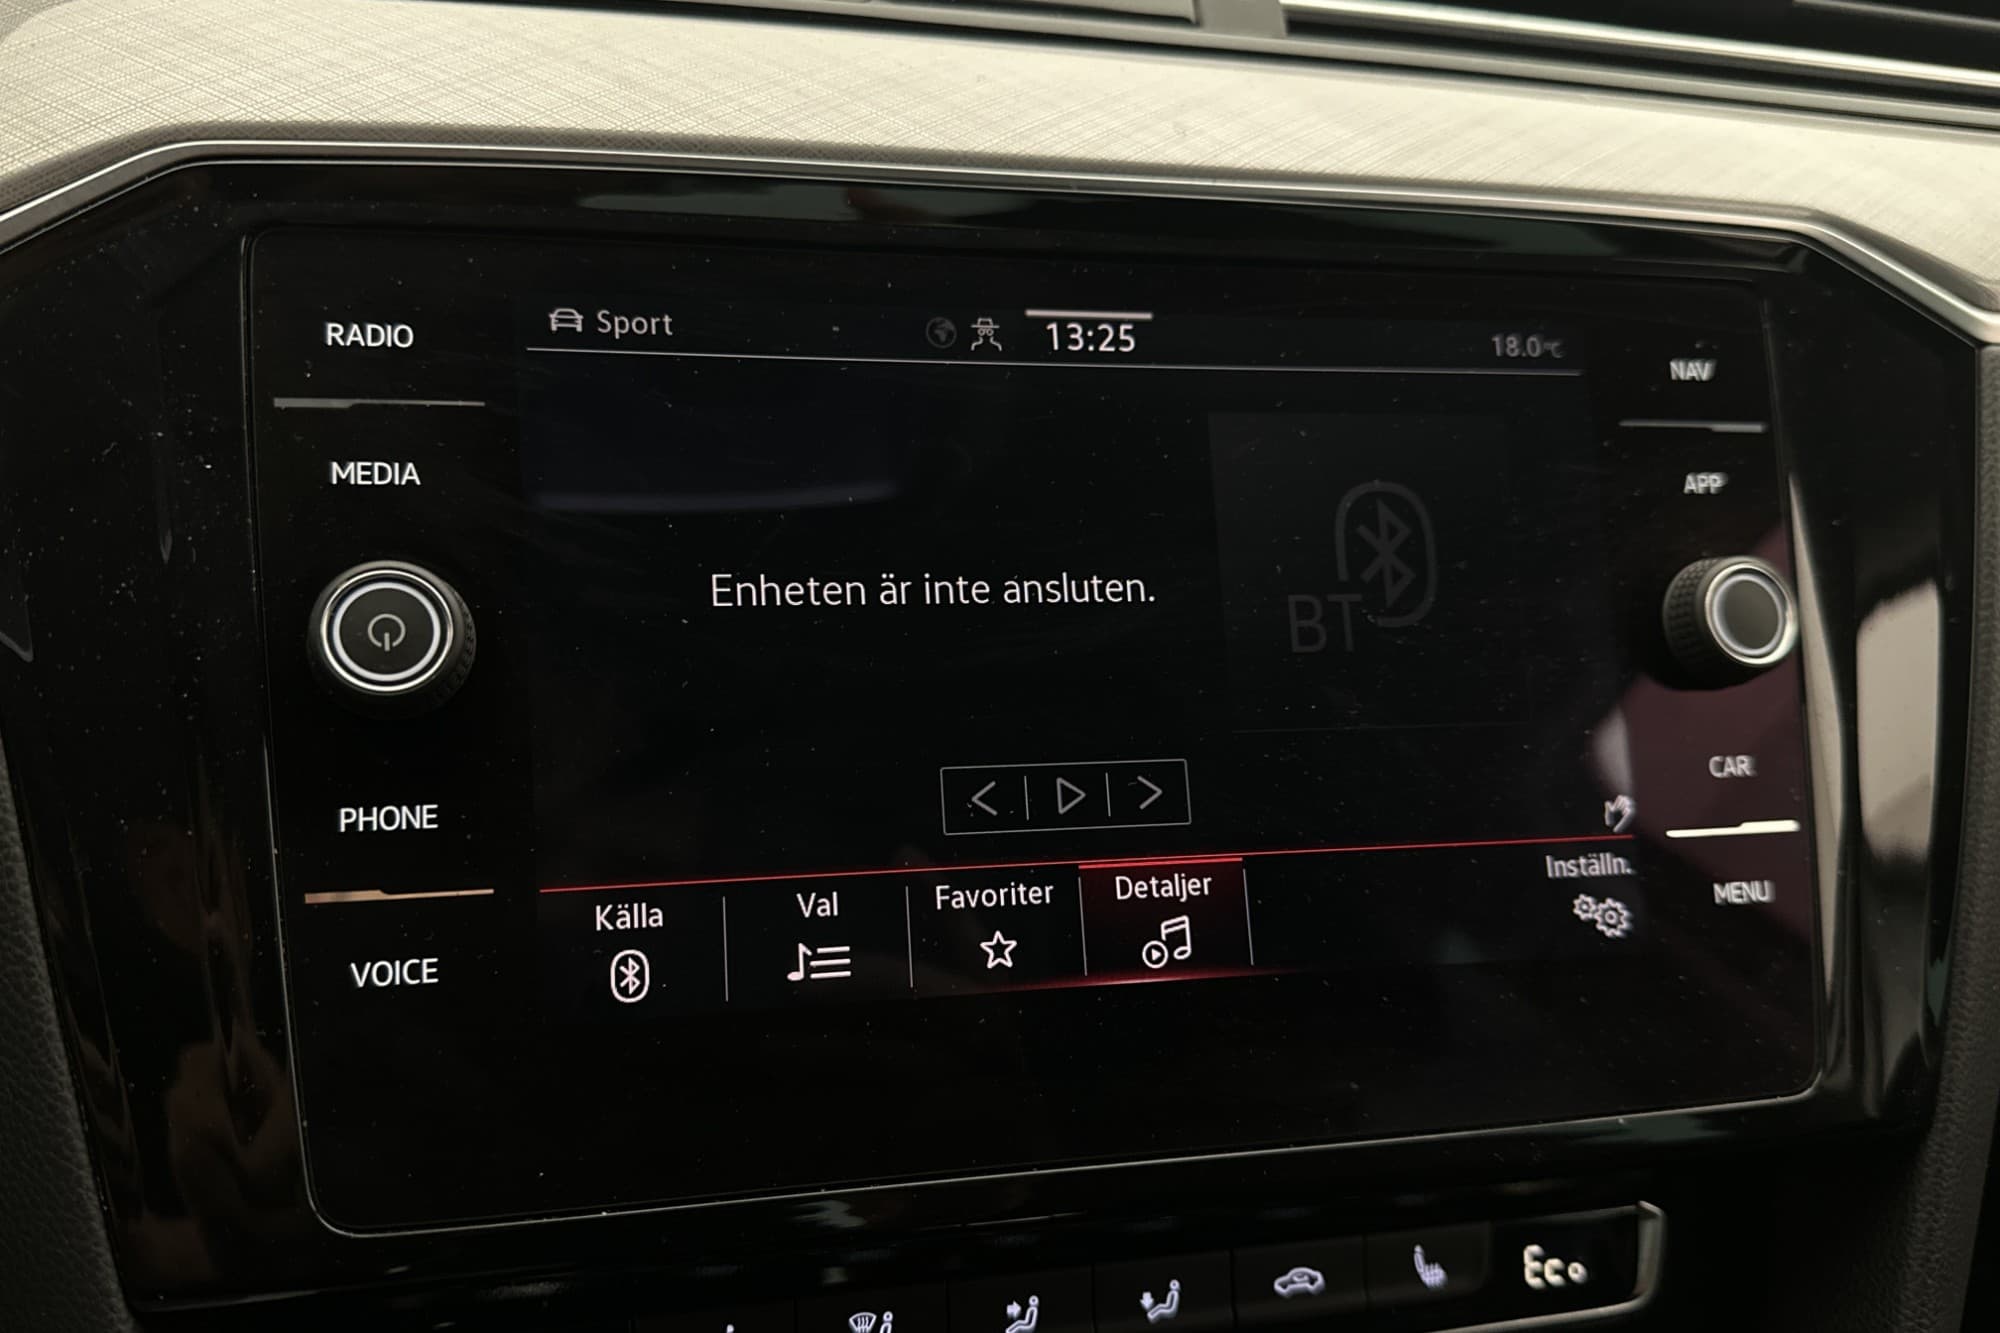 RADIO
MEDIA
PHONE
VOICE
Sport
13:25
18.0°C
Enheten är inte ansluten.
BT
Källa
Val
Favoriter
Detaljer
Inställn.
NAV
APP
CAR
MENU
Eco